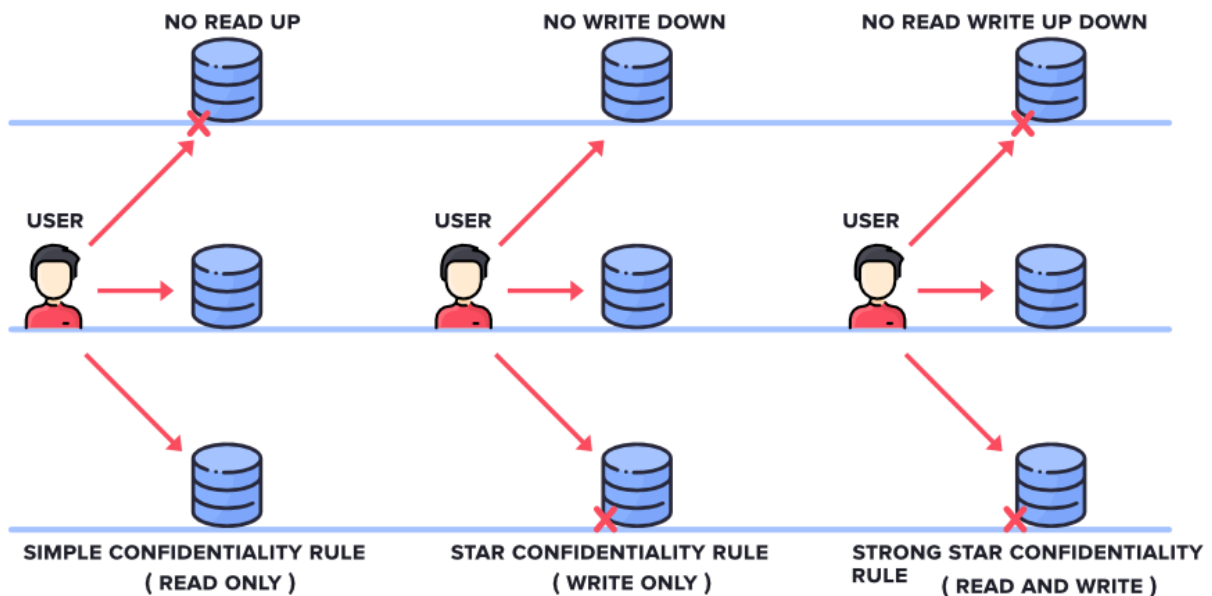 NO READ UP
NO WRITE DOWN
NO READ WRITE UP DOWN
USER
USER
USER
SIMPLE CONFIDENTIALITY RULE
( READ ONLY )
STAR CONFIDENTIALITY RULE
( WRITE ONLY )
STRONG STAR CONFIDENTIALITY
RULE ( READ AND WRITE )